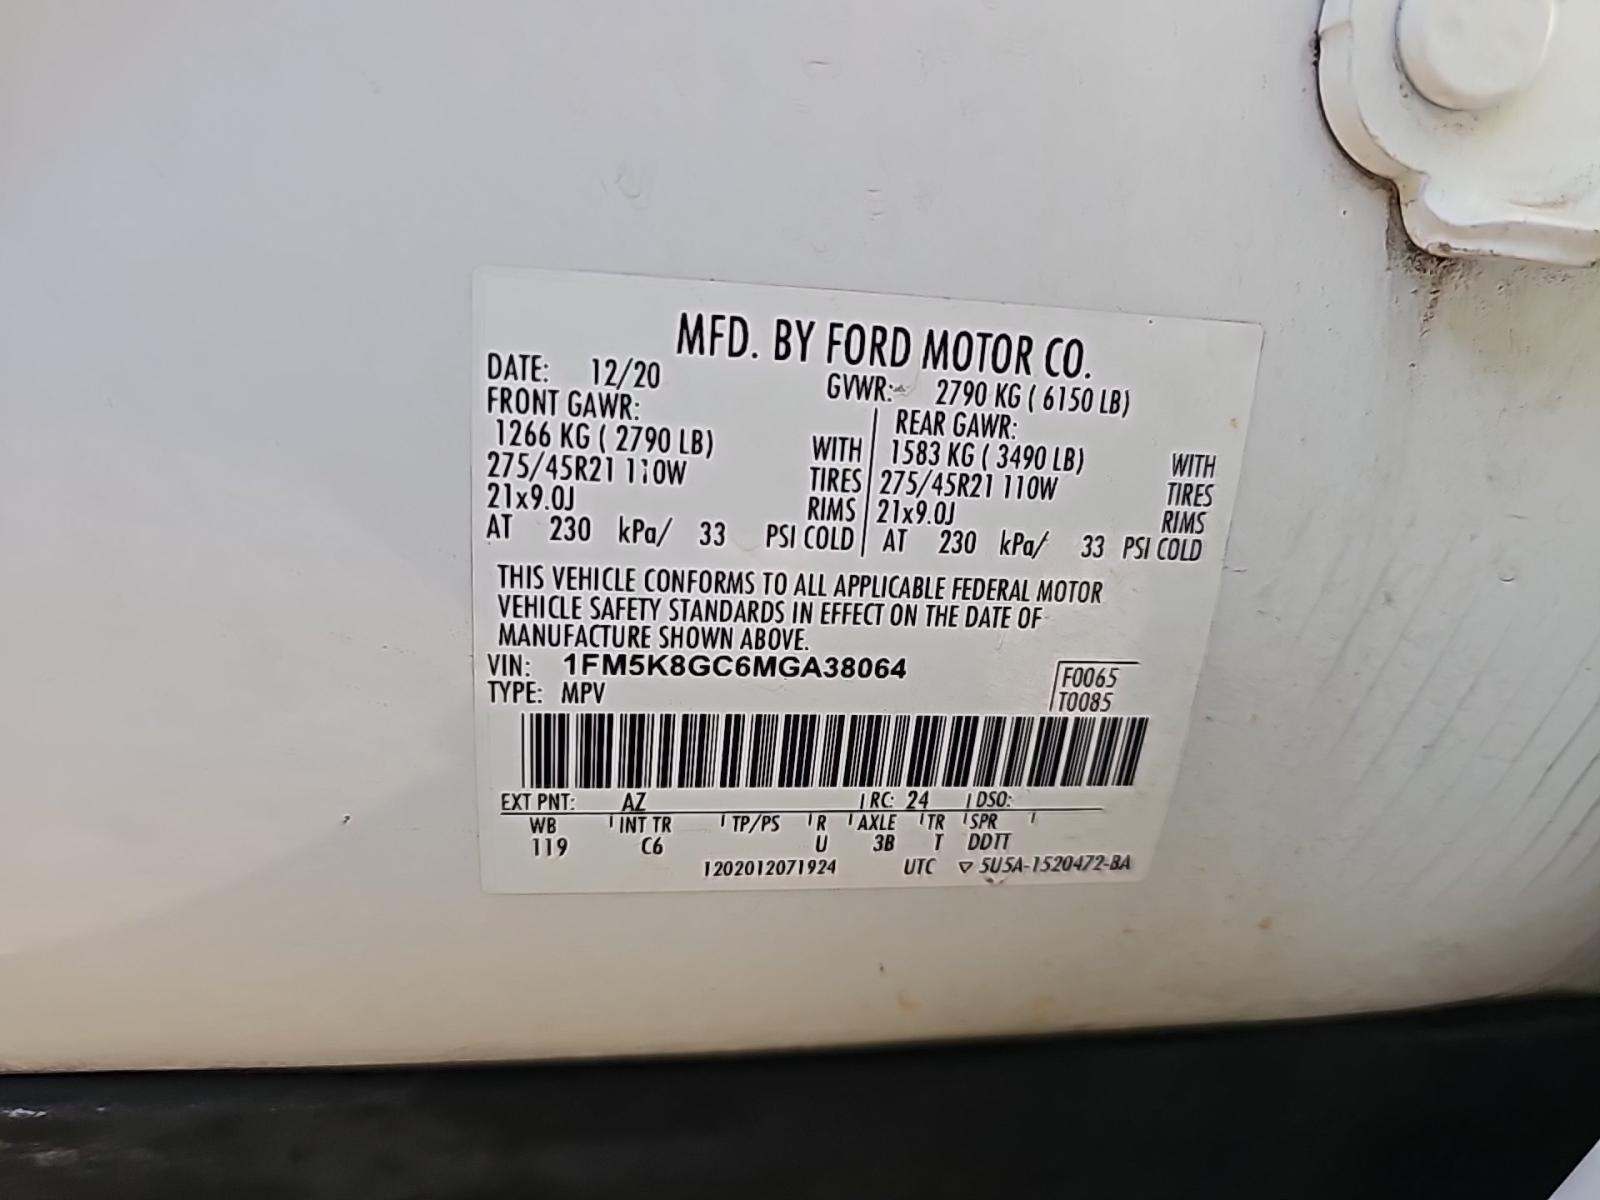 MFD. BY FORD MOTOR CO.
DATE: 12/20 GVWR: 2790 KG ( 6150 LB)
FRONT GAWR: REAR GAWR:
1266 KG ( 2790 LB) WITH 1583 KG ( 3490 LB) WITH
275/45R21 110W TIRES 275/45R21 110W TIRES
21x9.0J RIMS 21x9.0J RIMS
AT 230 kPa/ 33 PSI COLD AT 230 kPa/ 33 PSI COLD
THIS VEHICLE CONFORMS TO ALL APPLICABLE FEDERAL MOTOR
VEHICLE SAFETY STANDARDS IN EFFECT ON THE DATE OF
MANUFACTURE SHOWN ABOVE.
VIN: 1FM5K8GC6MGA38064 F0065
TYPE: MPV T0085
EXT PNT: AZ RC: 24 DSO:
WB INT TR TP/PS R AXLE TR SPR
119 C6 U 3B T DDTT
1202012071924 UTC ▽ 5U5A-1520472-BA